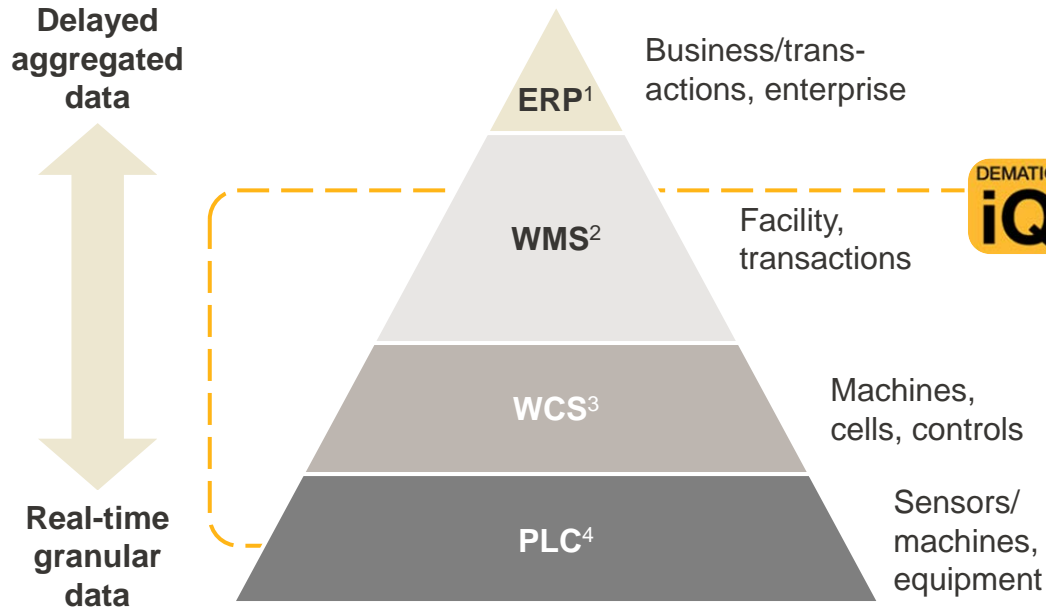 Delayed
aggregated
data
ERP1
Business/trans-
actions, enterprise
DEMATIC
iQ
WMS2
Facility,
transactions
WCS3
Machines,
cells, controls
Real-time
granular
data
PLC4
Sensors/
machines,
equipment